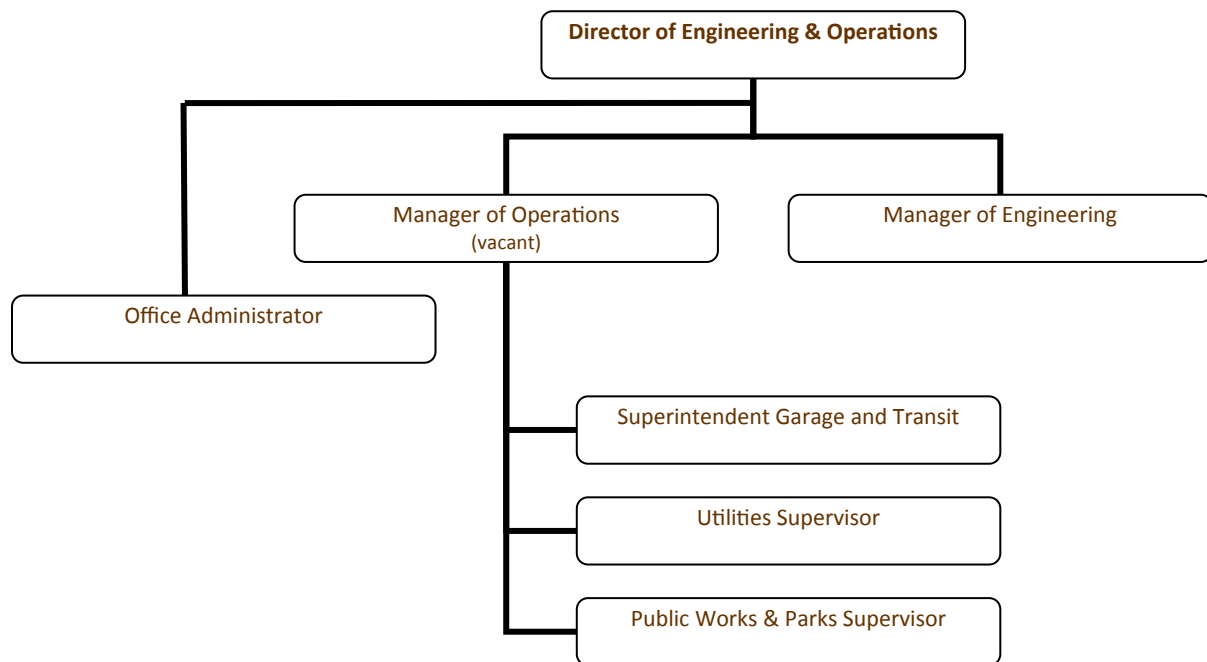 Director of Engineering & Operations
Manager of Operations
(vacant)
Manager of Engineering
Office Administrator
Superintendent Garage and Transit
Utilities Supervisor
Public Works & Parks Supervisor